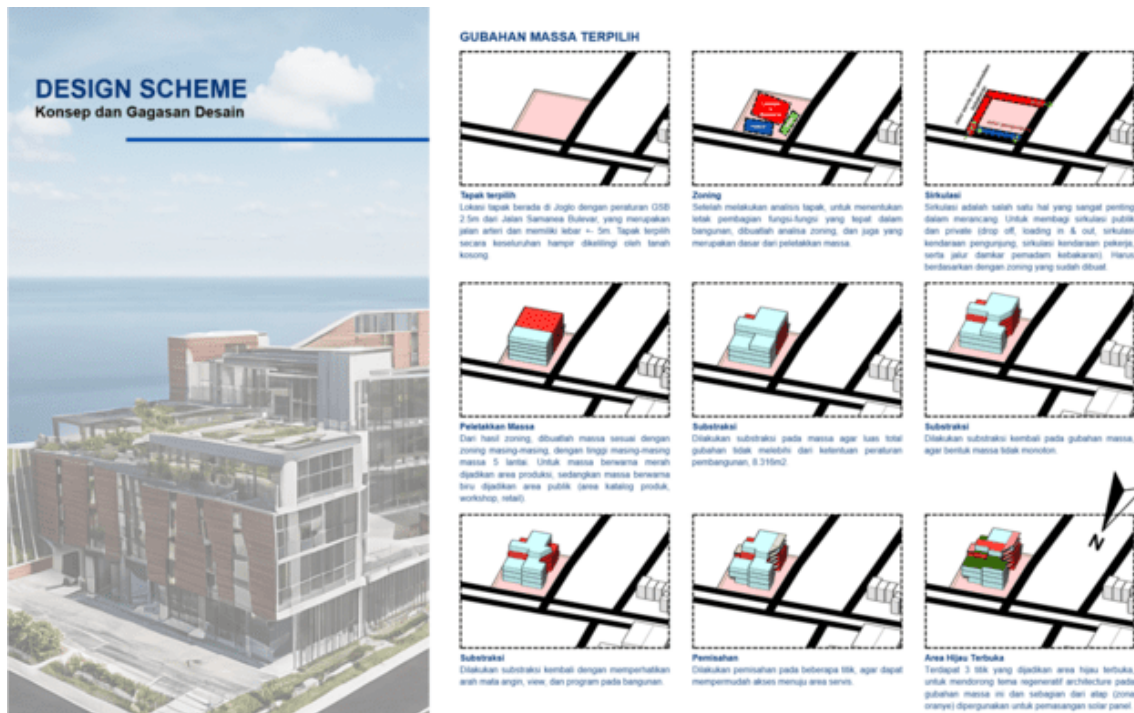 DESIGN SCHEME
Konsep dan Gagasan Desain
GUBAHAN MASSA TERPILIH
Tapak terpilih
Lokasi tapak berada di Joglo dengan peraturan GSB
2.5m dari Jalan Samanea Bulevar, yang merupakan
jalan arteri dan memiliki lebar +- 5m. Tapak terpilih
secara keseluruhan hampir dikelilingi oleh tanah
kosong.
Zoning
Setelah melakukan analisis tapak, untuk menentukan
letak pembagian fungsi-fungsi yang tepat dalam
bangunan, dibuatlah analisa zoning, dan juga yang
merupakan dasar dari peletakkan massa.
Sirkulasi
Sirkulasi adalah salah satu hal yang sangat penting
dalam merancang. Untuk membagi sirkulasi publik
dan private (drop off, loading in & out, sirkulasi
kendaraan pengunjung, sirkulasi kendaraan pekerja,
serta jalur damkar pemadam kebakaran). Harus
berdasarkan dengan zoning yang sudah dibuat.
Peletakkan Massa
Dari hasil zoning, dibuatlah massa sesuai dengan
zoning masing-masing, dengan tinggi masing-masing
massa 5 lantai. Untuk massa berwarna merah
dijadikan area produksi, sedangkan massa berwarna
biru dijadikan area publik (area katalog produk,
workshop, retail)
Substraksi
Dilakukan substraksi pada massa agar luas total
gubahan tidak melebihi dari ketentuan peraturan
pembangunan, 8.316m2.
Substraksi
Dilakukan substraksi kembali pada gubahan massa,
agar bentuk massa tidak monoton.
Substraksi
Dilakukan substraksi kembali dengan memperhatikan
arah mata angin, view, dan program pada bangunan.
Pemisahan
Dilakukan pemisahan pada beberapa titik, agar dapat
mempermudah akses menuju area servis.
N
Area Hijau Terbuka
Terdapat 3 titik yang dijadikan area hijau terbuka,
untuk mendorong tema regeneratif architecture pada
gubahan massa ini dan sebagian dari atap (zona
oranye) dipergunakan untuk pemasangan solar panel.